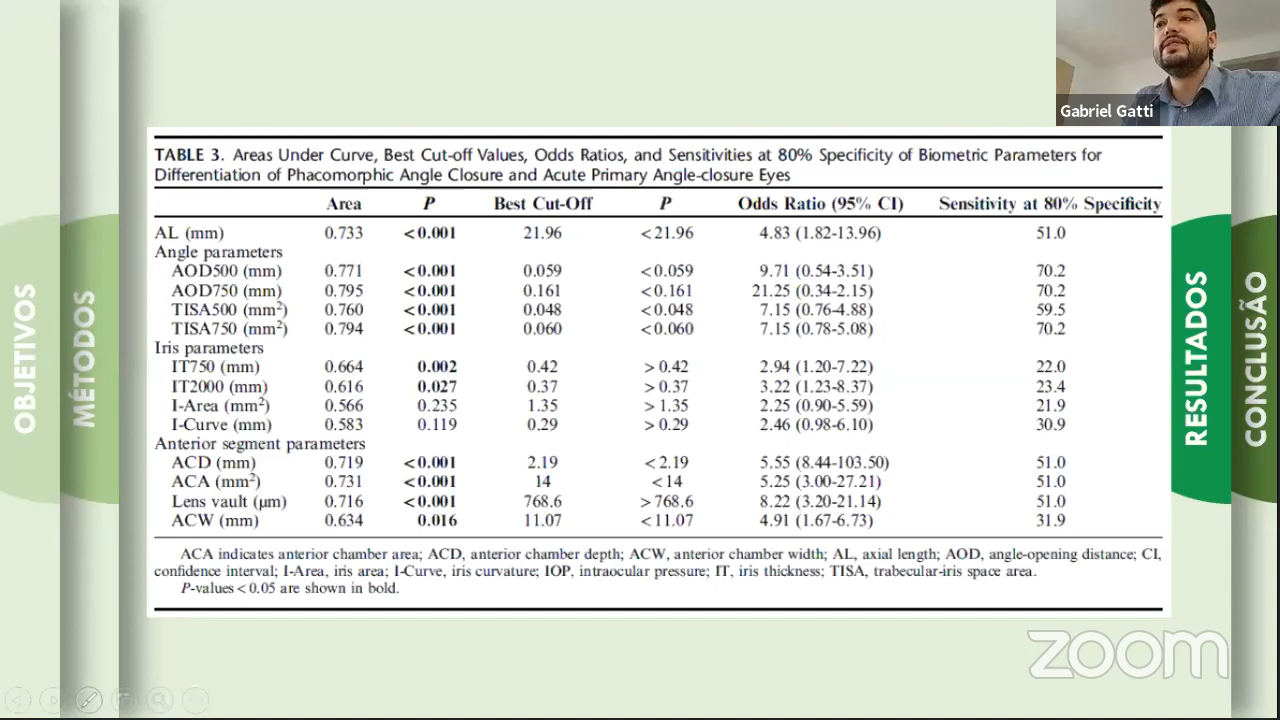 Gabriel Gatti
OBJETIVOS
MÉTODOS
TABLE 3. Areas Under Curve, Best Cut-off Values, Odds Ratios, and Sensitivities at 80% Specificity of Biometric Parameters for
Differentiation of Phacomorphic Angle Closure and Acute Primary Angle-closure Eyes
Area P Best Cut-Off P Odds Ratio (95% CI) Sensitivity at 80% Specificity
AL (mm) 0.733 <0.001 21.96 <21.96 4.83 (1.82-13.96) 51.0
Angle parameters
AOD500 (mm) 0.771 <0.001 0.059 <0.059 9.71 (0.54-3.51) 70.2
AOD750 (mm) 0.795 <0.001 0.161 <0.161 21.25 (0.34-2.15) 70.2
TISA500 (mm²) 0.760 <0.001 0.048 <0.048 7.15 (0.76-4.88) 59.5
TISA750 (mm²) 0.794 <0.001 0.060 <0.060 7.15 (0.78-5.08) 70.2
Iris parameters
IT750 (mm) 0.664 0.002 0.42 >0.42 2.94 (1.20-7.22) 22.0
IT2000 (mm) 0.616 0.027 0.37 >0.37 3.22 (1.23-8.37) 23.4
I-Area (mm²) 0.566 0.235 1.35 >1.35 2.25 (0.90-5.59) 21.9
I-Curve (mm) 0.583 0.119 0.29 >0.29 2.46 (0.98-6.10) 30.9
Anterior segment parameters
ACD (mm) 0.719 <0.001 2.19 <2.19 5.55 (8.44-103.50) 51.0
ACA (mm²) 0.731 <0.001 14 <14 5.25 (3.00-27.21) 51.0
Lens vault (µm) 0.716 <0.001 768.6 >768.6 8.22 (3.20-21.14) 51.0
ACW (mm) 0.634 0.016 11.07 <11.07 4.91 (1.67-6.73) 31.9
ACA indicates anterior chamber area; ACD, anterior chamber depth; ACW, anterior chamber width; AL, axial length; AOD, angle-opening distance; CI,
confidence interval; I-Area, iris area; I-Curve, iris curvature; IOP, intraocular pressure; IT, iris thickness; TISA, trabecular-iris space area.
P-values < 0.05 are shown in bold.
RESULTADOS
CONCLUSÃO
zoom